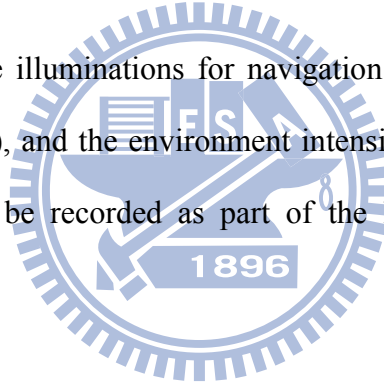 e illuminations for navigation
), and the environment intensi
be recorded as part of the
E S A
1896